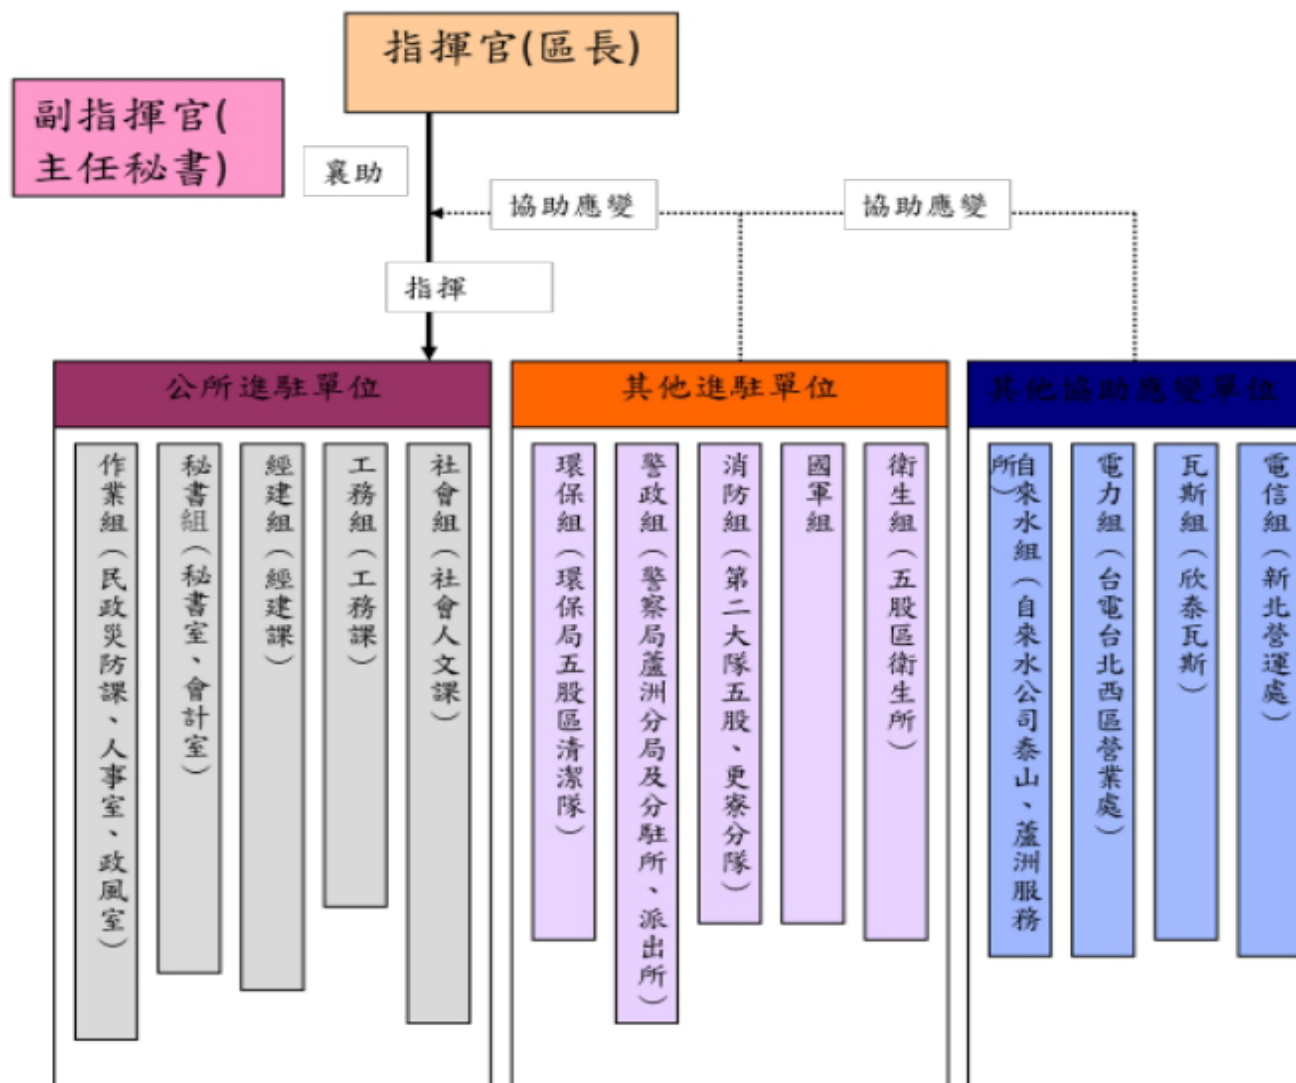 指揮官(區長)
副指揮官(
主任秘書)
襄助
協助應變
協助應變
指揮
公所進駐單位
其他進駐單位
其他協助應變單位
作業組(民政災防課、人事室、政風室)
秘書組(秘書室、會計室)
經建組(經建課)
工務組(工務課)
社會組(社會人文課)
環保組(環保局五股區清潔隊)
警政組(警察局蘆洲分局及分駐所、派出所)
消防組(第二大隊五股、更寮分隊)
國軍組
衛生組(五股區衛生所)
自來水組(自來水公司泰山、蘆洲服務
所)
電力組(台電台北西區營業處)
瓦斯組(欣泰瓦斯)
電信組(新北營運處)